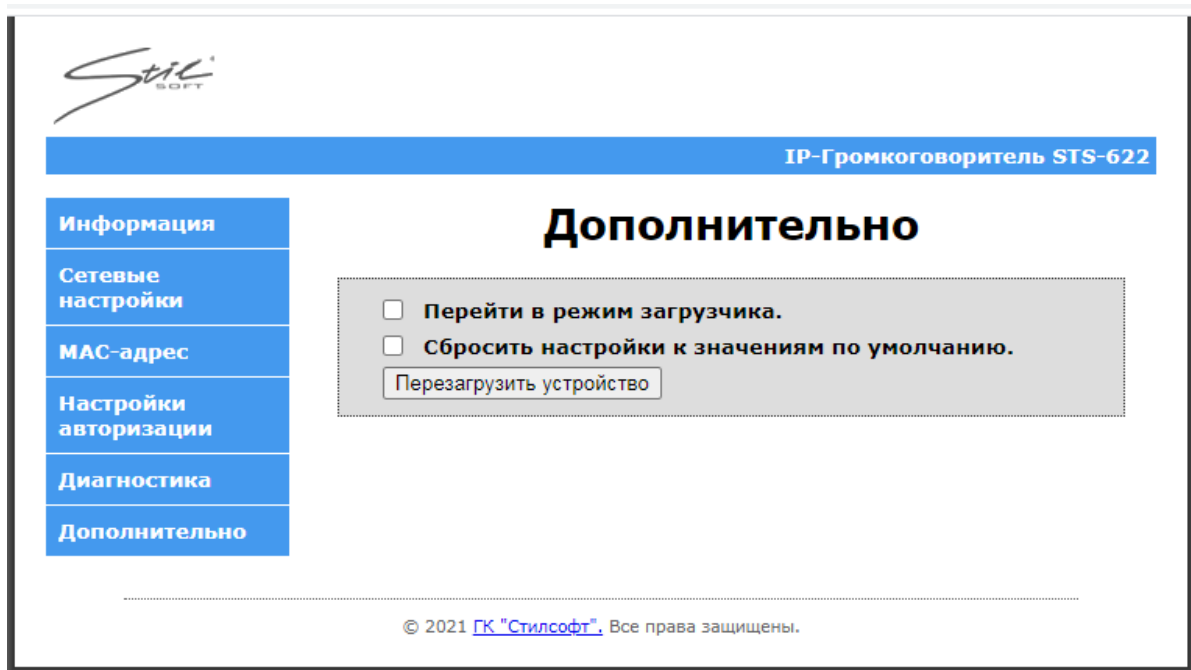 Stil
SOFT
IP-Громкоговоритель STS-622
Информация
Сетевые
настройки
MAC-адрес
Настройки
авторизации
Диагностика
Дополнительно
Дополнительно
Перейти в режим загрузчика.
Сбросить настройки к значениям по умолчанию.
Перезагрузить устройство
© 2021 ГК "Стилсофт". Все права защищены.